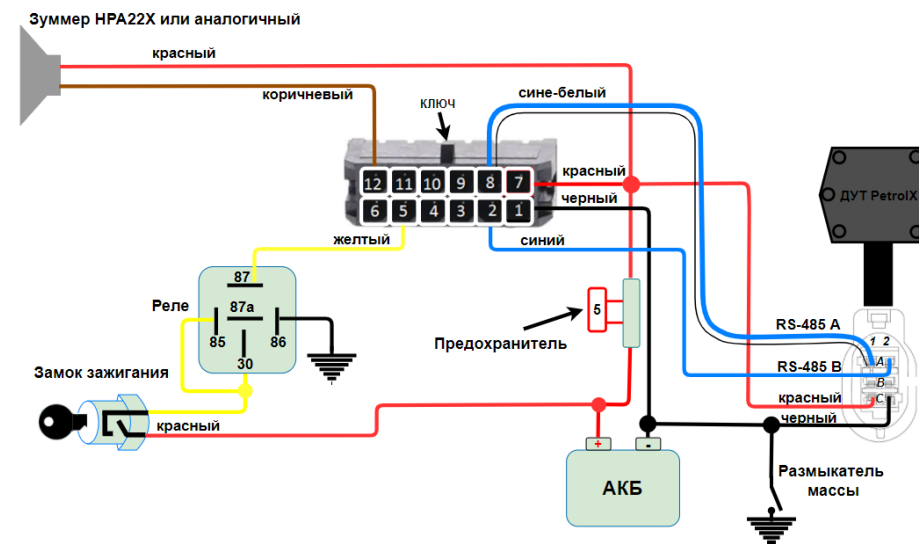 Зуммер HPA22X или аналогичный
красный
коричневый
ключ
сине-белый
красный
12 11 10 9 8 7
6 5 4 3 2 1
черный
желтый
синий
ДУТ PetrolX
87
87a
85
86
30
Реле
5
Предохранитель
RS-485 A
1 2
A
RS-485 B
B
красный
C
черный
Замок зажигания
красный
+
-
АКБ
Размыкатель
массы